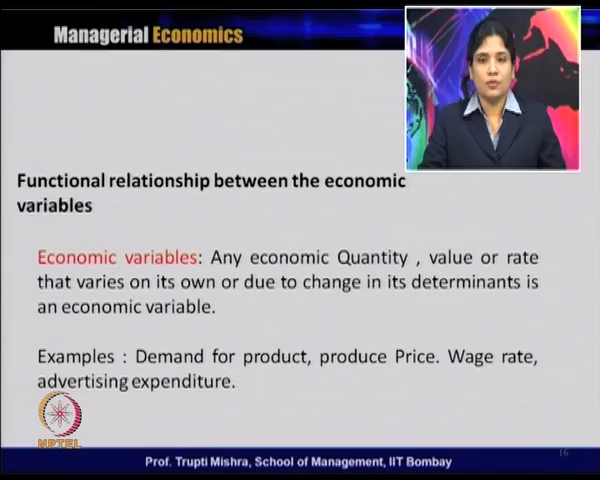 Managerial Economics
Functional relationship between the economic
variables
Economic variables: Any economic Quantity , value or rate
that varies on its own or due to change in its determinants is
an economic variable.
Examples : Demand for product, produce Price. Wage rate,
advertising expenditure.
NPTEL
Prof. Trupti Mishra, School of Management, IIT Bombay
16